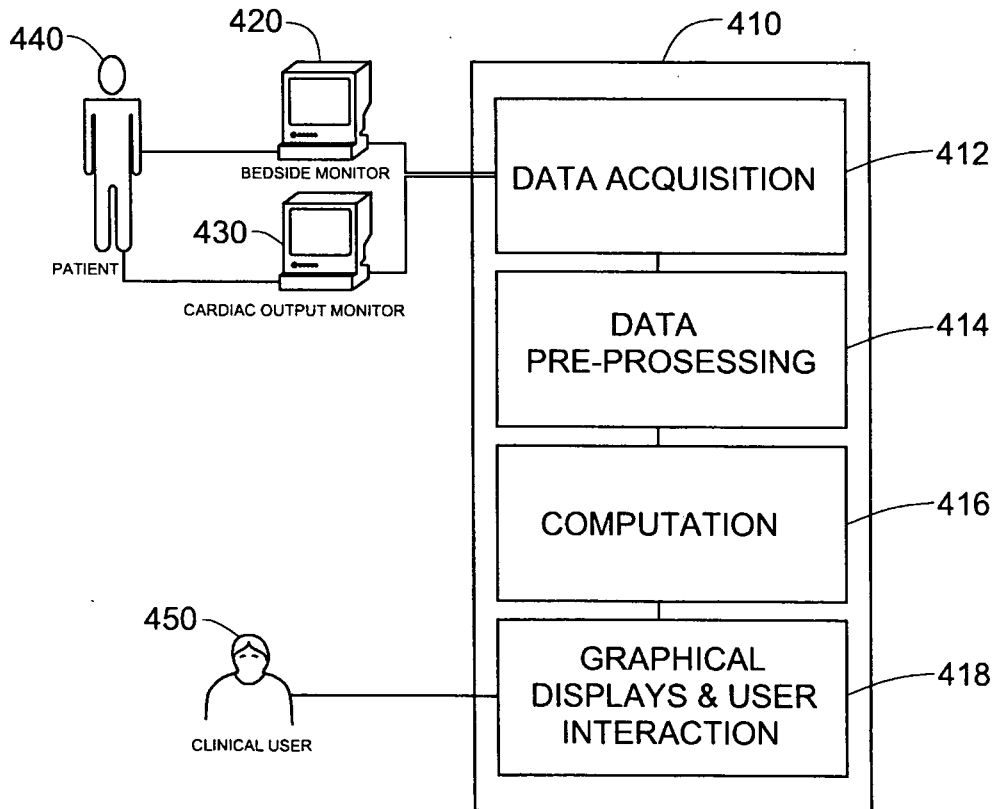 440
420
410
BEDSIDE MONITOR
DATA ACQUISITION
412
430
PATIENT
CARDIAC OUTPUT MONITOR
DATA
PRE-PROSESSING
414
COMPUTATION
416
450
CLINICAL USER
GRAPHICAL
DISPLAYS & USER
INTERACTION
418